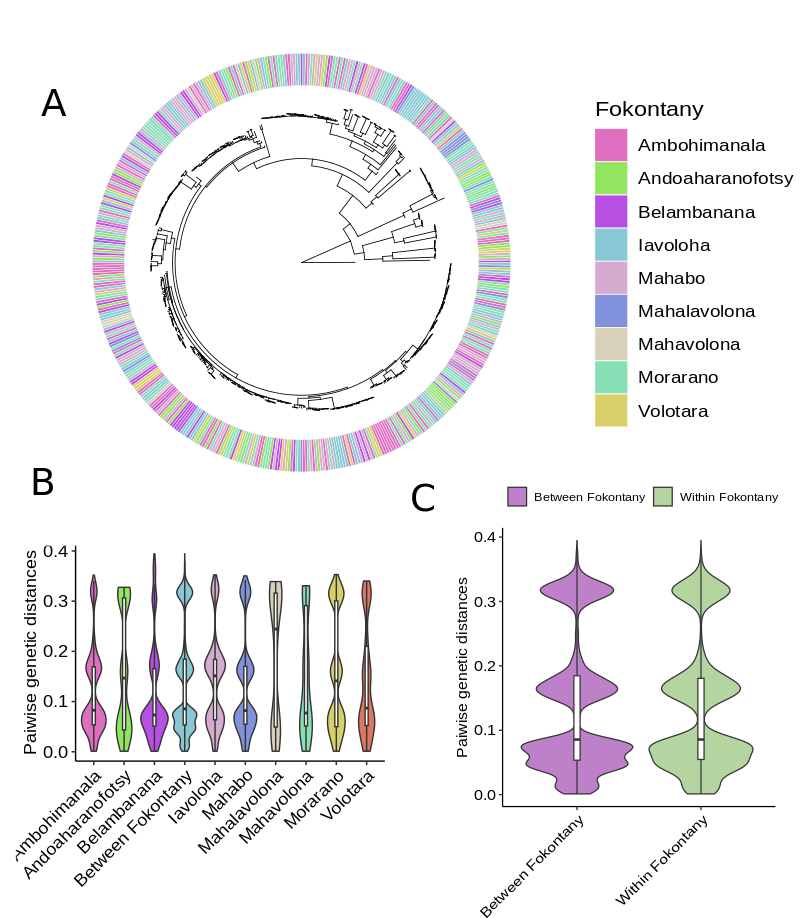 A
Fokontany
Ambohimanala
Andoaharanofotsy
Belambanana
Iavoloha
Mahabo
Mahalavolona
Mahavolona
Morarano
Volotara
B
C
Between Fokontany
Within Fokontany
Paiwise genetic distances
0.4
0.3
0.2
0.1
0.0
Ambohimanala
Andoaharanofotsy
Belambanana
Between Fokontany
Iavoloha
Mahabo
Mahalavolona
Mahavolona
Morarano
Volotara
Paiwise genetic distances
0.4
0.3
0.2
0.1
0.0
Between Fokontany
Within Fokontany